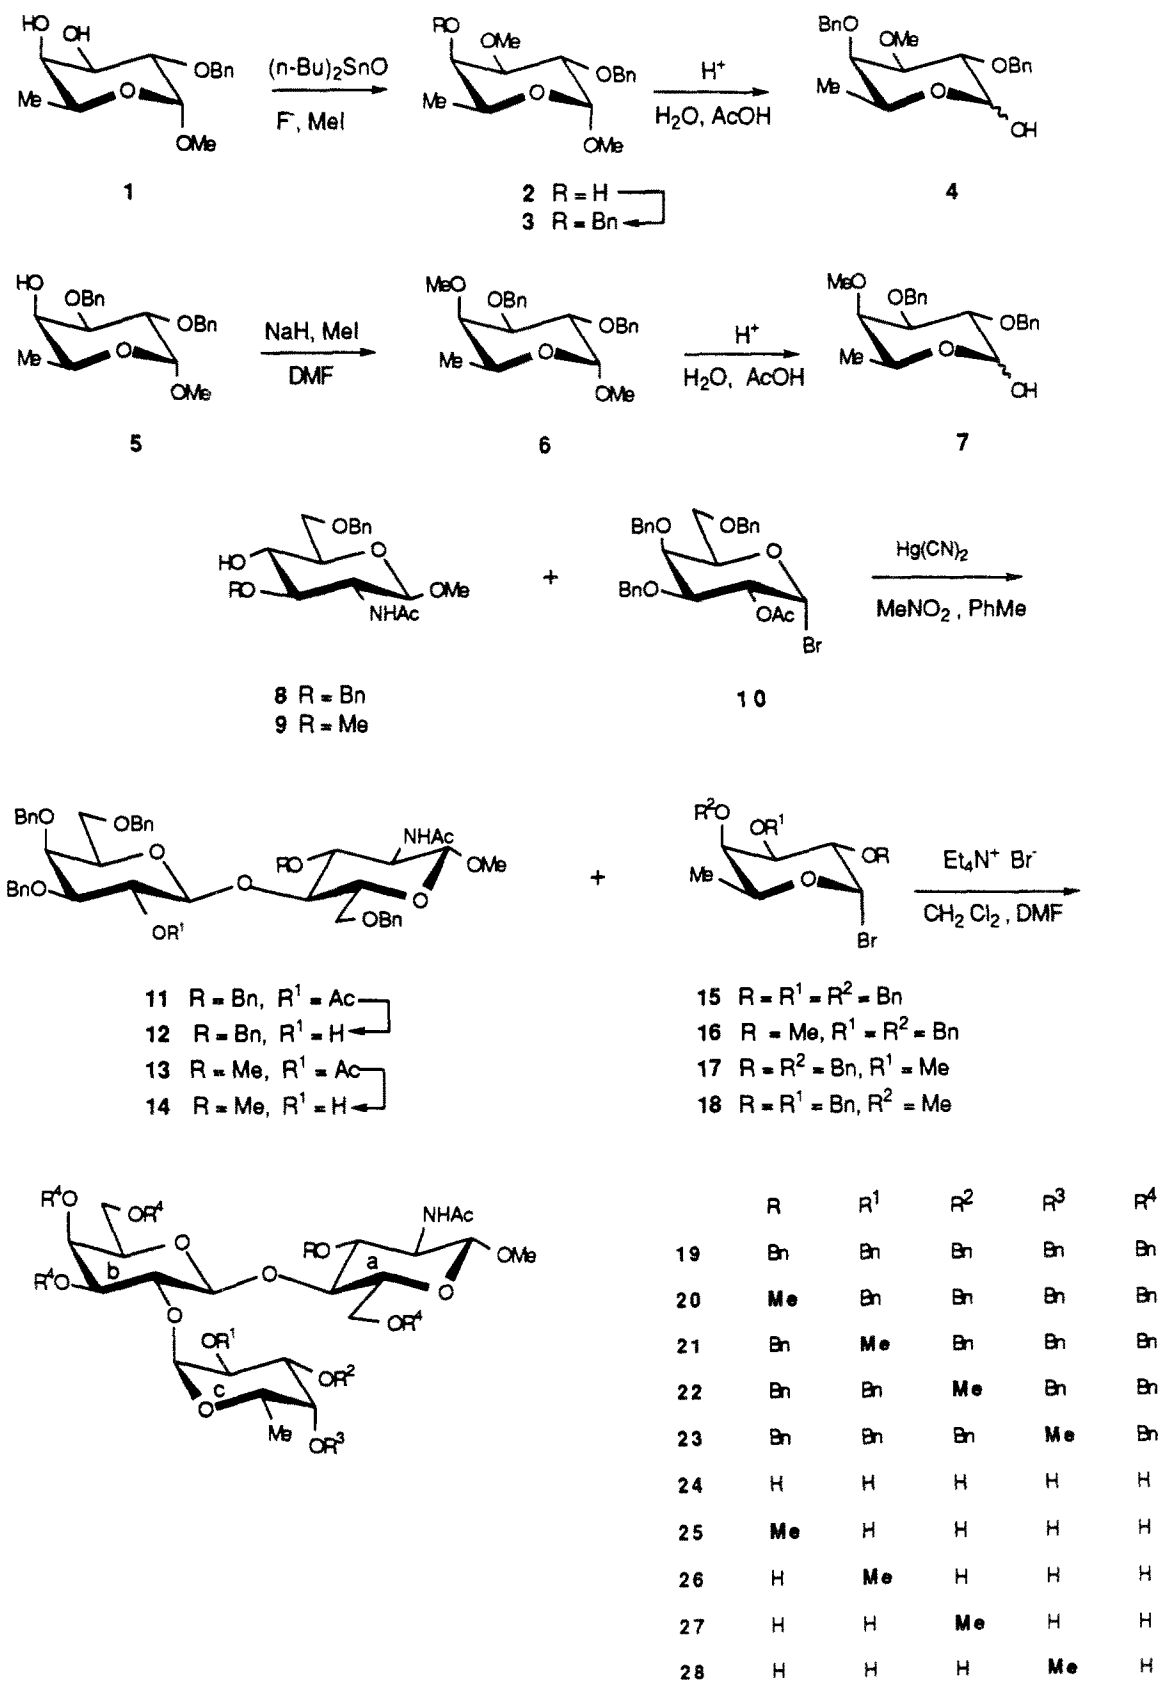 HO OH OBn Me O OMe
(n-Bu)₂SnO
F⁻, MeI
RO OMe OBn Me O OMe
H⁺
H₂O, AcOH
BnO OMe OBn Me O OH
1
2 R = H
3 R = Bn
4
HO OBn OBn Me O OMe
NaH, MeI
DMF
MeO OBn OBn Me O OMe
H⁺
H₂O, AcOH
MeO OBn OBn Me O OH
5
6
7
OBn HO RO O OMe NHAc
+
BnO OBn BnO O OAc Br
Hg(CN)₂
MeNO₂, PhMe
8 R = Bn
9 R = Me
10
BnO OBn BnO O OR¹ O RO NHAc OMe O OBn
+
R²O OR¹ OR Me O Br
Et₄N⁺ Br⁻
CH₂Cl₂, DMF
11 R = Bn, R¹ = Ac
12 R = Bn, R¹ = H
13 R = Me, R¹ = Ac
14 R = Me, R¹ = H
15 R = R¹ = R² = Bn
16 R = Me, R¹ = R² = Bn
17 R = R² = Bn, R¹ = Me
18 R = R¹ = Bn, R² = Me
R⁴O OR⁴ R⁴O b O O O RO a NHAc OMe O OR⁴
OR¹ OR² c O Me OR³
R R¹ R² R³ R⁴
19 Bn Bn Bn Bn Bn
20 Me Bn Bn Bn Bn
21 Bn Me Bn Bn Bn
22 Bn Bn Me Bn Bn
23 Bn Bn Bn Me Bn
24 H H H H H
25 Me H H H H
26 H Me H H H
27 H H Me H H
28 H H H Me H